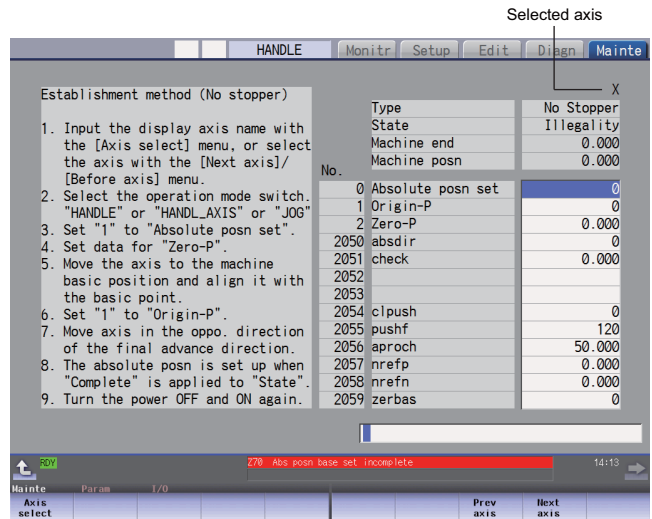 Selected axis
HANDLE Monitr Setup Edit Diagn Mainte
Establishment method (No stopper)
1. Input the display axis name with
the [Axis select] menu, or select
the axis with the [Next axis]/
[Before axis] menu.
2. Select the operation mode switch.
"HANDLE" or "HANDL_AXIS" or "JOG"
3. Set "1" to "Absolute posn set".
4. Set data for "Zero-P".
5. Move the axis to the machine
basic position and align it with
the basic point.
6. Set "1" to "Origin-P".
7. Move axis in the oppo. direction
of the final advance direction.
8. The absolute posn is set up when
"Complete" is applied to "State".
9. Turn the power OFF and ON again.
X
Type No Stopper
State Illegality
Machine end 0.000
Machine posn 0.000
No.
0 Absolute posn set 0
1 Origin-P 0
2 Zero-P 0.000
2050 absdir 0
2051 check 0.000
2052
2053
2054 clpush 0
2055 pushf 120
2056 aproch 50.000
2057 nrefp 0.000
2058 nrefn 0.000
2059 zerbas 0
RDY Z70 Abs posn base set incomplete 14:13
Mainte Param I/O
Axis select Prev axis Next axis